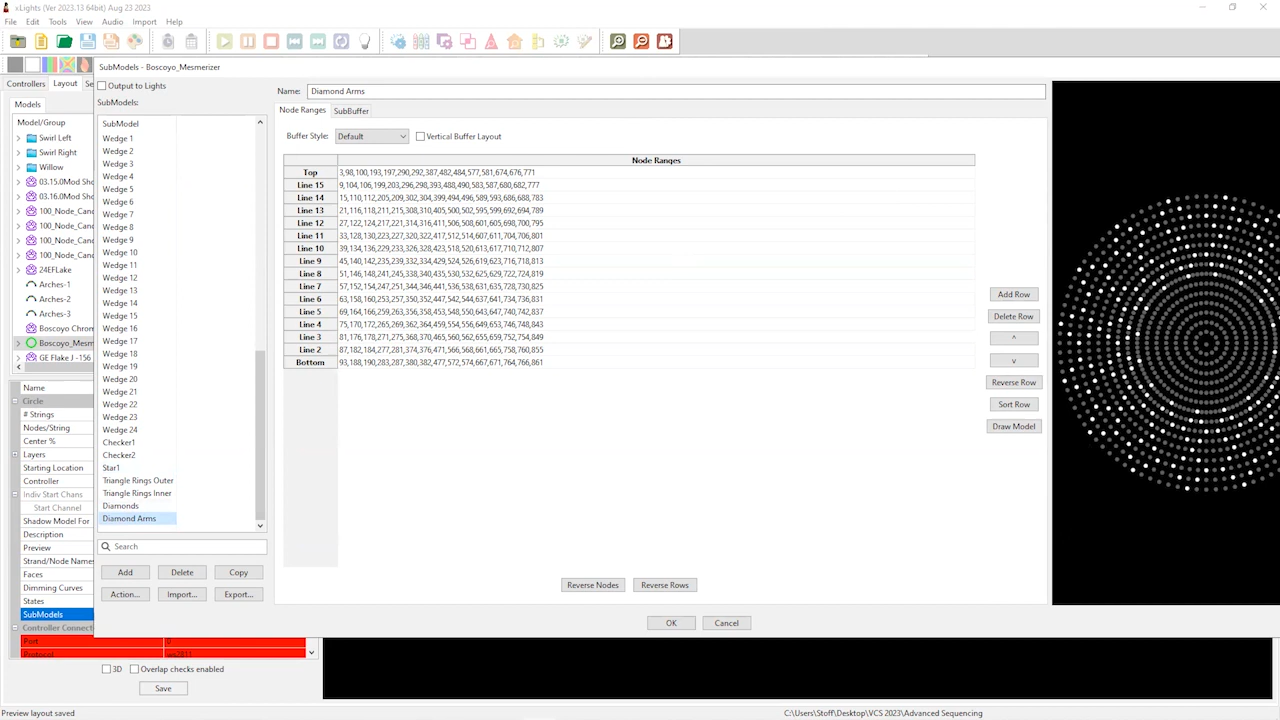 xLights (Ver 2023.13 64bit) Aug 23 2023
File Edit Tools View Audio Import Help
SubModels - Boscoyo_Mesmerizer
Controllers Layout Se
Output to Lights
SubModels:
Name: Diamond Arms
Node Ranges SubBuffer
Buffer Style: Default Vertical Buffer Layout
Models
Model/Group
Swirl Left
Swirl Right
Willow
03.15.0Mod Sho
03.16.0Mod Sho
100_Node_Canc
100_Node_Canc
100_Node_Canc
100_Node_Canc
24EFLake
Arches-1
Arches-2
Arches-3
Boscoyo Chrom
Boscoyo_Mesm
GE Flake J -156
Name
Circle
# Strings
Nodes/String
Center %
Layers
Starting Location
Controller
Indiv Start Chans
Start Channel
Shadow Model For
Description
Preview
Strand/Node Names
Faces
Dimming Curves
States
SubModels
Controller Connecti
Port 0
Protocol ws2811
SubModel
Wedge 1
Wedge 2
Wedge 3
Wedge 4
Wedge 5
Wedge 6
Wedge 7
Wedge 8
Wedge 9
Wedge 10
Wedge 11
Wedge 12
Wedge 13
Wedge 14
Wedge 15
Wedge 16
Wedge 17
Wedge 18
Wedge 19
Wedge 20
Wedge 21
Wedge 22
Wedge 23
Wedge 24
Checker1
Checker2
Star1
Triangle Rings Outer
Triangle Rings Inner
Diamonds
Diamond Arms
Search
Add Delete Copy
Action... Import... Export...
Node Ranges
Top 3,98,100,193,197,290,292,387,482,484,577,581,674,676,771
Line 15 9,104,106,199,203,296,298,393,488,490,583,587,680,682,777
Line 14 15,110,112,205,209,302,304,399,494,496,589,593,686,688,783
Line 13 21,116,118,211,215,308,310,405,500,502,595,599,692,694,789
Line 12 27,122,124,217,221,314,316,411,506,508,601,605,698,700,795
Line 11 33,128,130,223,227,320,322,417,512,514,607,611,704,706,801
Line 10 39,134,136,229,233,326,328,423,518,520,613,617,710,712,807
Line 9 45,140,142,235,239,332,334,429,524,526,619,623,716,718,813
Line 8 51,146,148,241,245,338,340,435,530,532,625,629,722,724,819
Line 7 57,152,154,247,251,344,346,441,536,538,631,635,728,730,825
Line 6 63,158,160,253,257,350,352,447,542,544,637,641,734,736,831
Line 5 69,164,166,259,263,356,358,453,548,550,643,647,740,742,837
Line 4 75,170,172,265,269,362,364,459,554,556,649,653,746,748,843
Line 3 81,176,178,271,275,368,370,465,560,562,655,659,752,754,849
Line 2 87,182,184,277,281,374,376,471,566,568,661,665,758,760,855
Bottom 93,188,190,283,287,380,382,477,572,574,667,671,764,766,861
Add Row
Delete Row
^
v
Reverse Row
Sort Row
Draw Model
Reverse Nodes Reverse Rows
OK Cancel
3D Overlap checks enabled
Save
Preview layout saved
C:\Users\Stoff\Desktop\VCS 2023\Advanced Sequencing